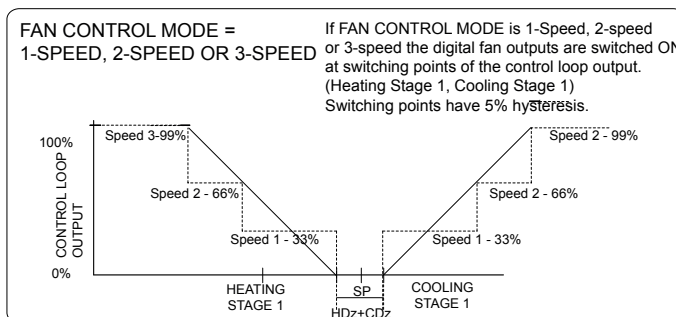 FAN CONTROL MODE =
1-SPEED, 2-SPEED OR 3-SPEED
If FAN CONTROL MODE is 1-Speed, 2-speed
or 3-speed the digital fan outputs are switched ON
at switching points of the control loop output.
(Heating Stage 1, Cooling Stage 1)
Switching points have 5% hysteresis.
100%
Speed 3-99%
Speed 2 - 99%
Speed 2 - 66%
Speed 2 - 66%
Speed 1 - 33%
Speed 1 - 33%
CONTROL LOOP
OUTPUT
0%
HEATING
STAGE 1
SP
COOLING
STAGE 1
HDz+CDz